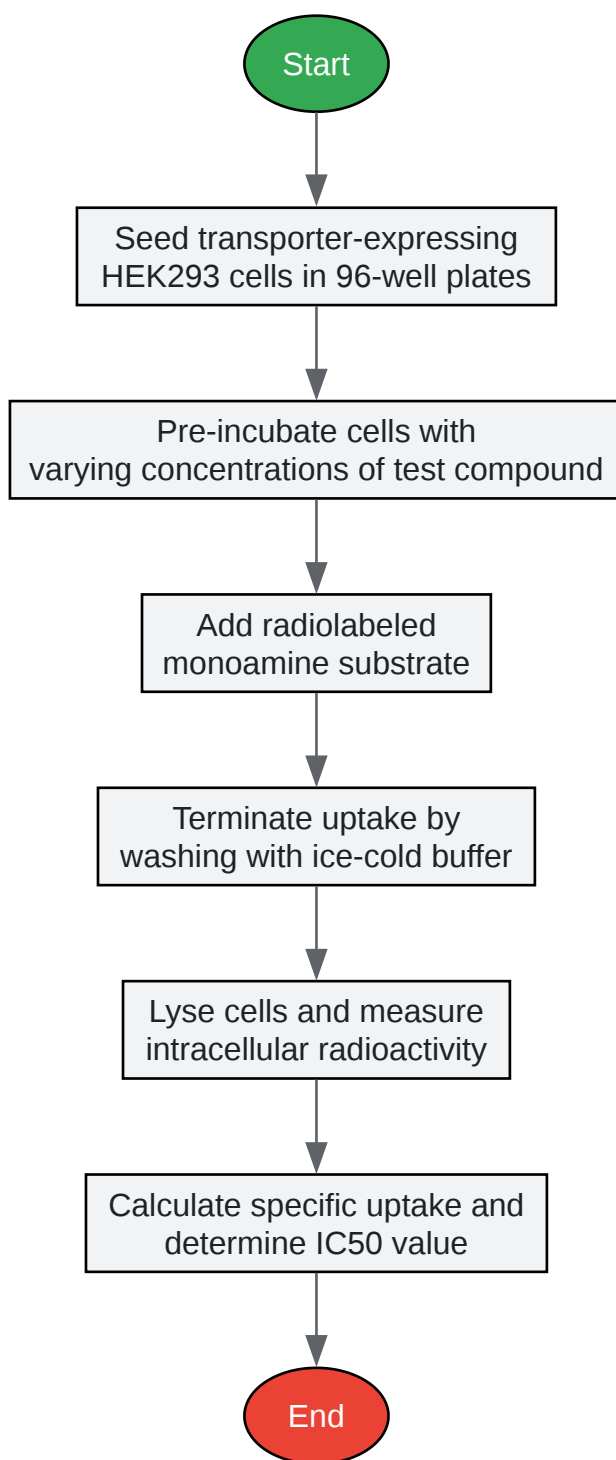 Start
Seed transporter-expressing
HEK293 cells in 96-well plates
Pre-incubate cells with
varying concentrations of test compound
Add radiolabeled
monoamine substrate
Terminate uptake by
washing with ice-cold buffer
Lyse cells and measure
intracellular radioactivity
Calculate specific uptake and
determine IC50 value
End